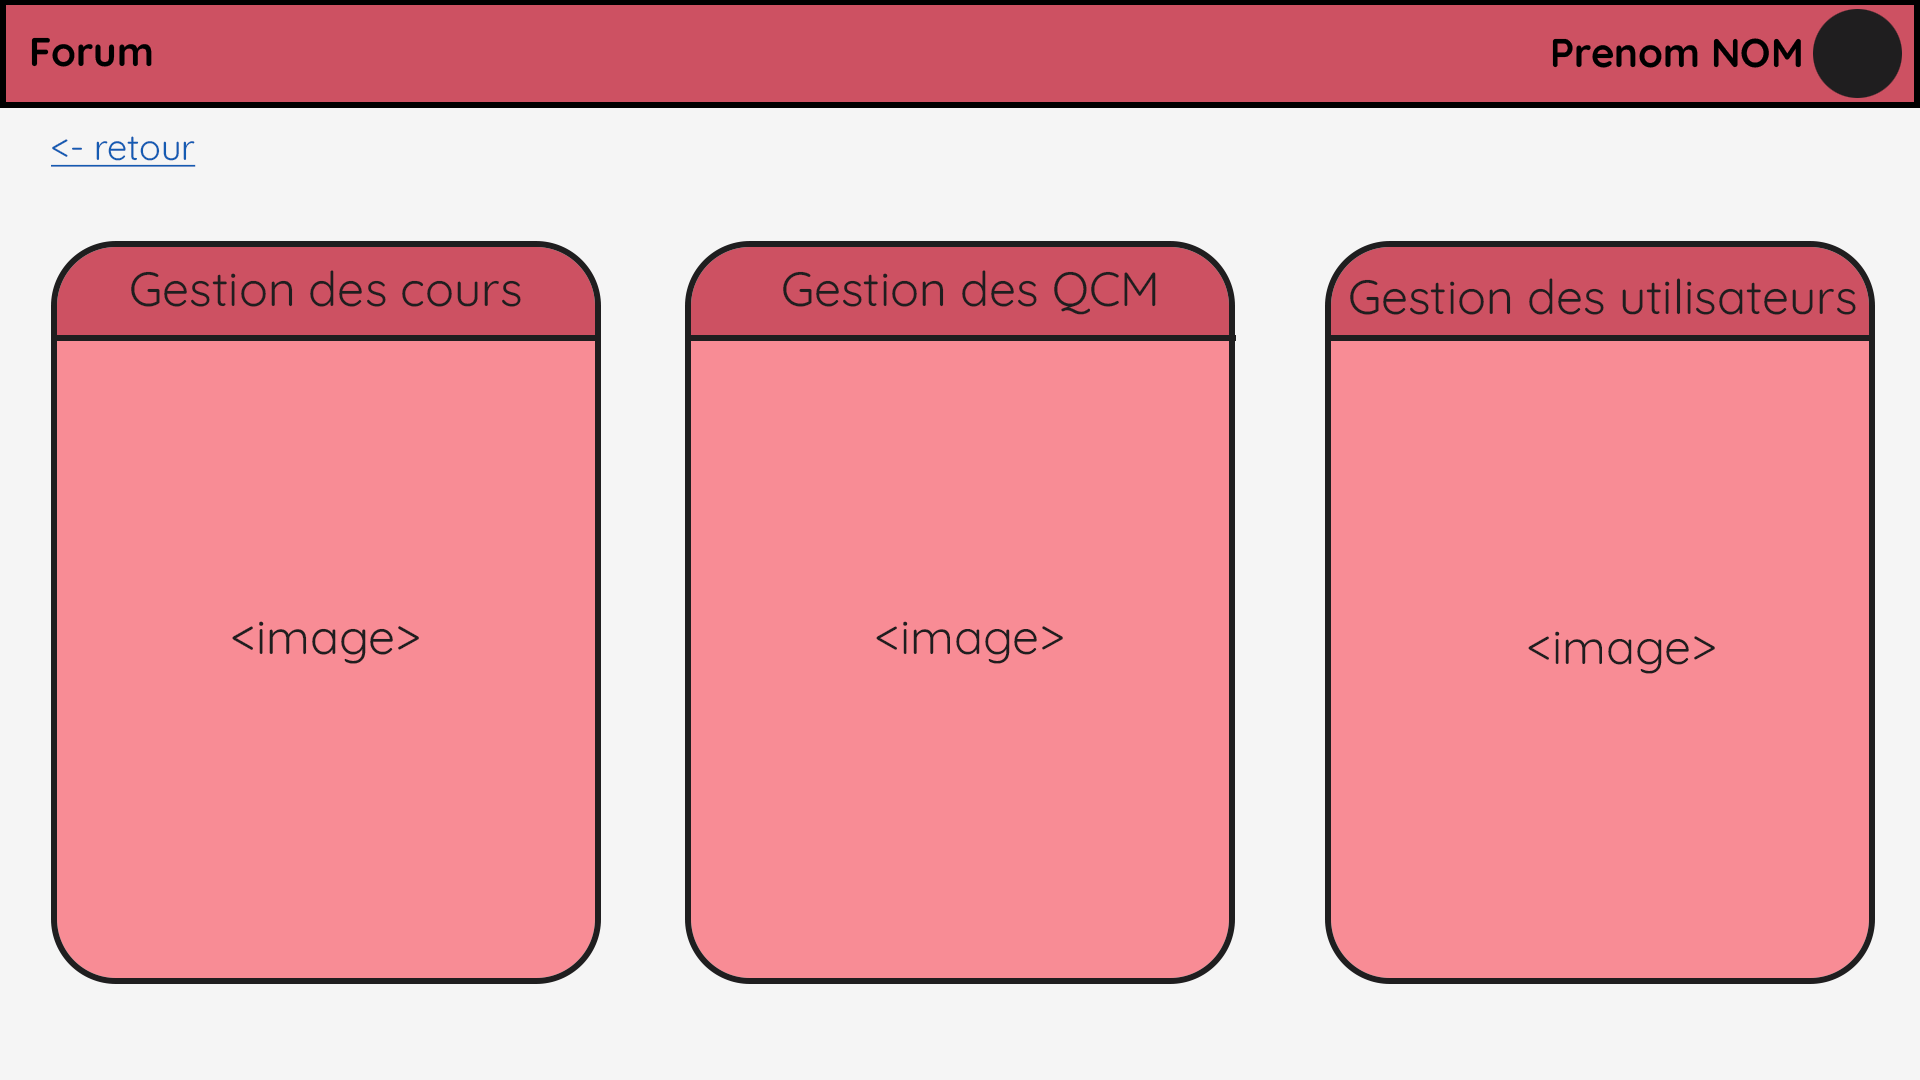 Forum
Prenom NOM
<- retour
Gestion des cours
Gestion des QCM
Gestion des utilisateurs
<image>
<image>
<image>